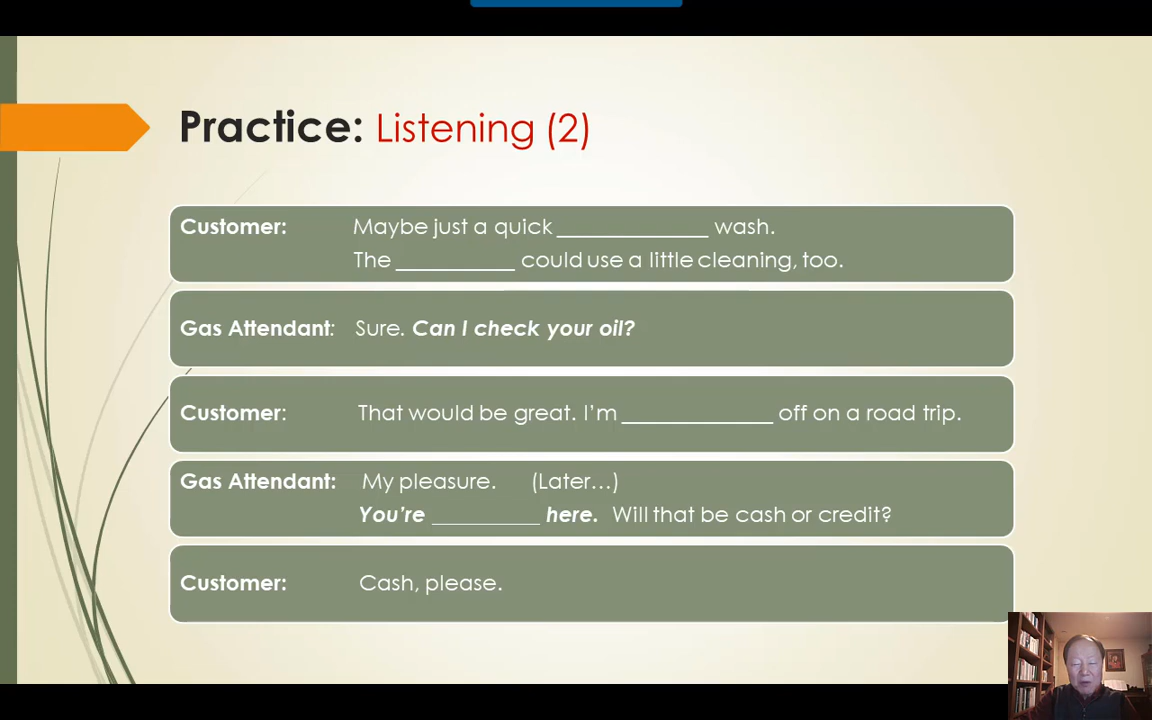 Practice: Listening (2)
Customer: Maybe just a quick ______________ wash.
The ___________ could use a little cleaning, too.
Gas Attendant: Sure. Can I check your oil?
Customer: That would be great. I’m ______________ off on a road trip.
Gas Attendant: My pleasure. (Later…)
You’re __________ here. Will that be cash or credit?
Customer: Cash, please.